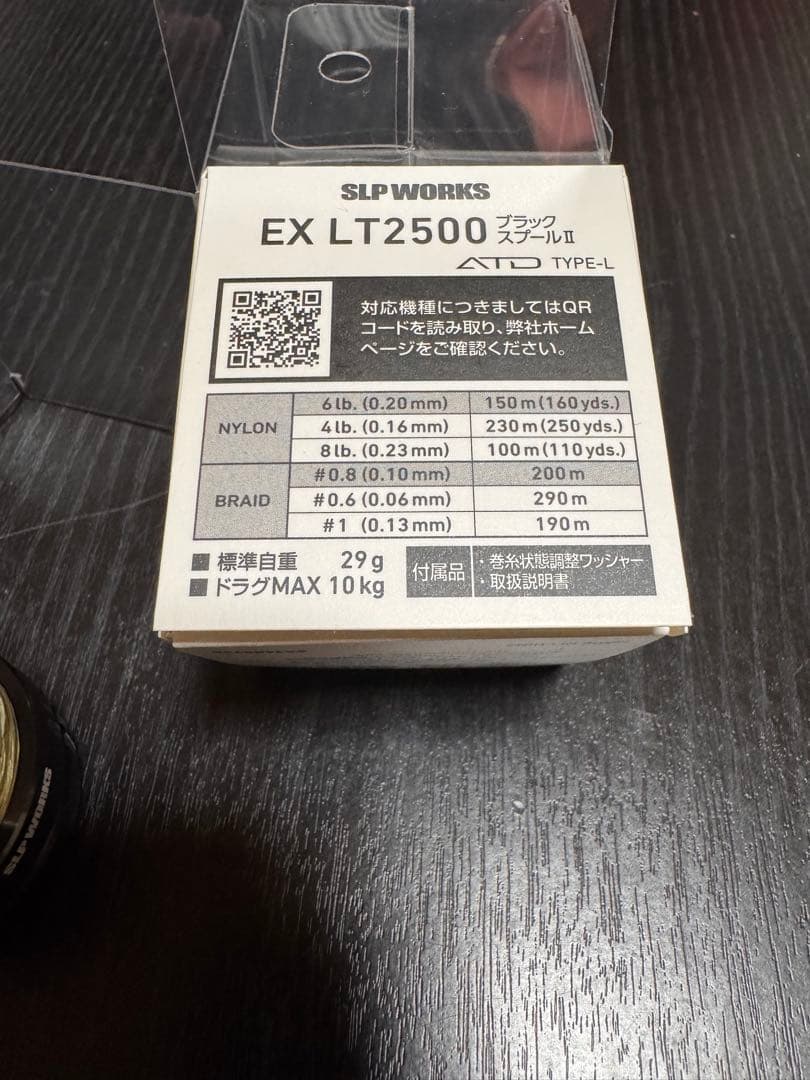 SLPWORKS
EX LT2500 ブラック
スプールⅡ
ATD TYPE-L
対応機種につきましてはQR
コードを読み取り、弊社ホーム
ページをご確認ください。
NYLON
6lb. (0.20mm) 150m(160yds.)
4lb. (0.16mm) 230m(250yds.)
8lb. (0.23mm) 100m(110yds.)
BRAID
#0.8 (0.10mm) 200m
#0.6 (0.06mm) 290m
#1 (0.13mm) 190m
■ 標準自重 29g
■ ドラグMAX 10kg
付属品
・巻糸状態調整ワッシャー
・取扱説明書
SLPWORKS